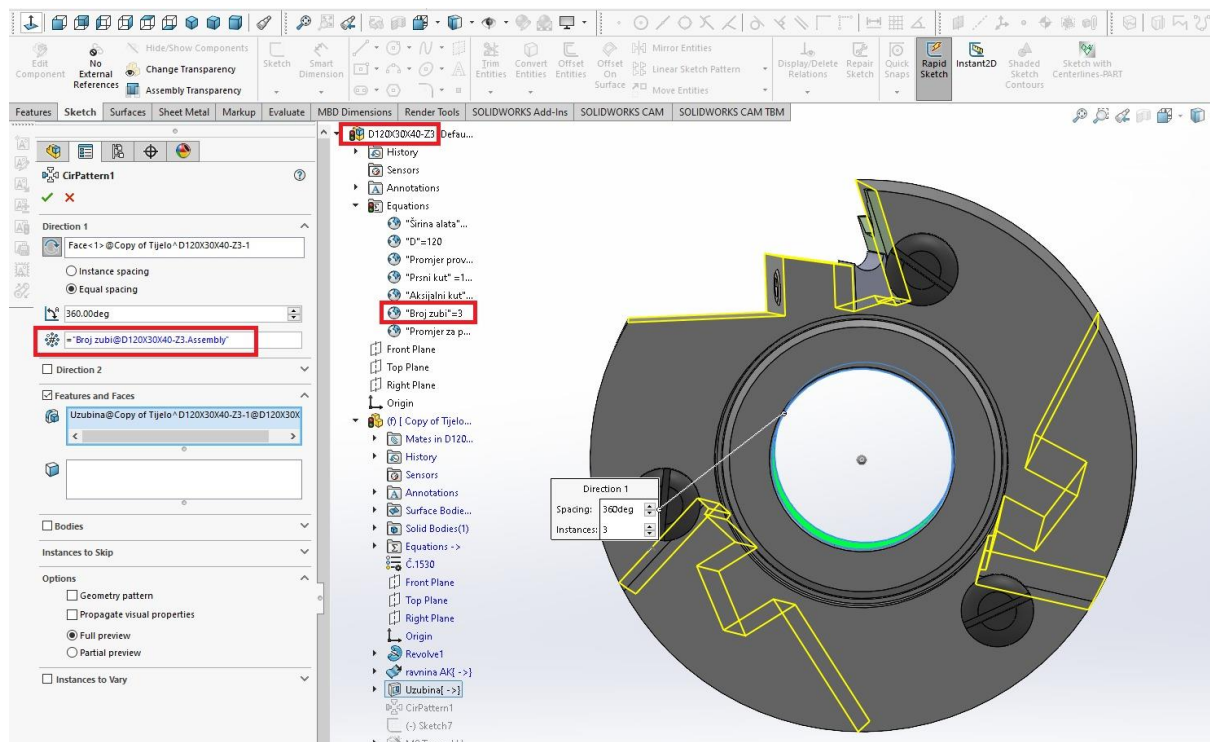 Edit Component
No External References
Hide/Show Components
Change Transparency
Assembly Transparency
Sketch
Smart Dimension
Trim Entities
Convert Entities
Offset Entities
Offset On Surface
Mirror Entities
Linear Sketch Pattern
Move Entities
Display/Delete Relations
Repair Sketch
Quick Snaps
Rapid Sketch
Instant2D
Shaded Sketch Contours
Sketch with Centerlines-PART
Features Sketch Surfaces Sheet Metal Markup Evaluate MBD Dimensions Render Tools SOLIDWORKS Add-Ins SOLIDWORKS CAM SOLIDWORKS CAM TBM
CirPattern1
Direction 1
Face<1>@Copy of Tijelo^D120X30X40-Z3-1
Instance spacing
Equal spacing
360.00deg
="Broj zubi@D120X30X40-Z3.Assembly"
Direction 2
Features and Faces
Uzubina@Copy of Tijelo^D120X30X40-Z3-1@D120X30X
Bodies
Instances to Skip
Options
Geometry pattern
Propagate visual properties
Full preview
Partial preview
Instances to Vary
D120X30X40-Z3 Defau...
History
Sensors
Annotations
Equations
"Širina alata"...
"D"=120
"Promjer prov...
"Prsni kut" =1...
"Aksijalni kut"...
"Broj zubi"=3
"Promjer za p...
Front Plane
Top Plane
Right Plane
Origin
(f) [ Copy of Tijelo...
Mates in D120...
History
Sensors
Annotations
Surface Bodie...
Solid Bodies(1)
Equations ->
Č.1530
Front Plane
Top Plane
Right Plane
Origin
Revolve1
ravnina AK[ ->}
Uzubina[ ->]
CirPattern1
(-) Sketch7
Direction 1
Spacing: 360deg
Instances: 3